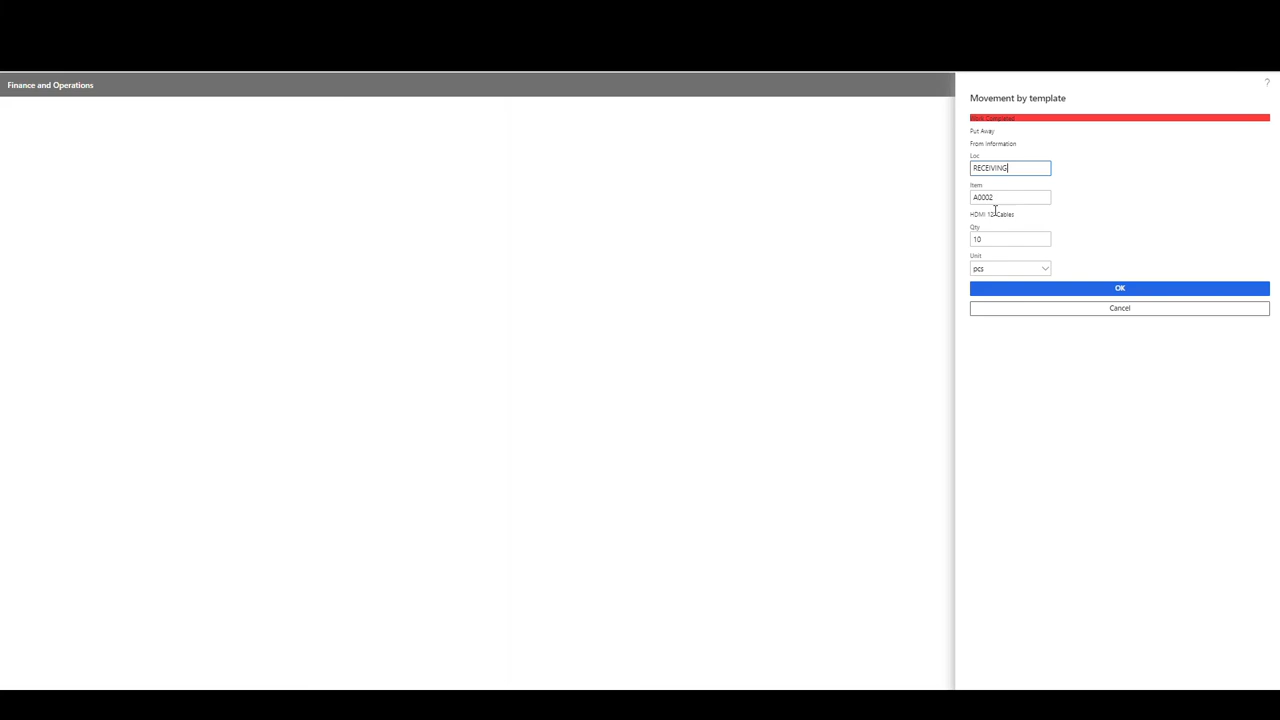 Finance and Operations
?
Movement by template
Work Completed
Put Away
From Information
Loc
RECEIVING
Item
A0002
HDMI 12' Cables
Qty
10
Unit
pcs
OK
Cancel